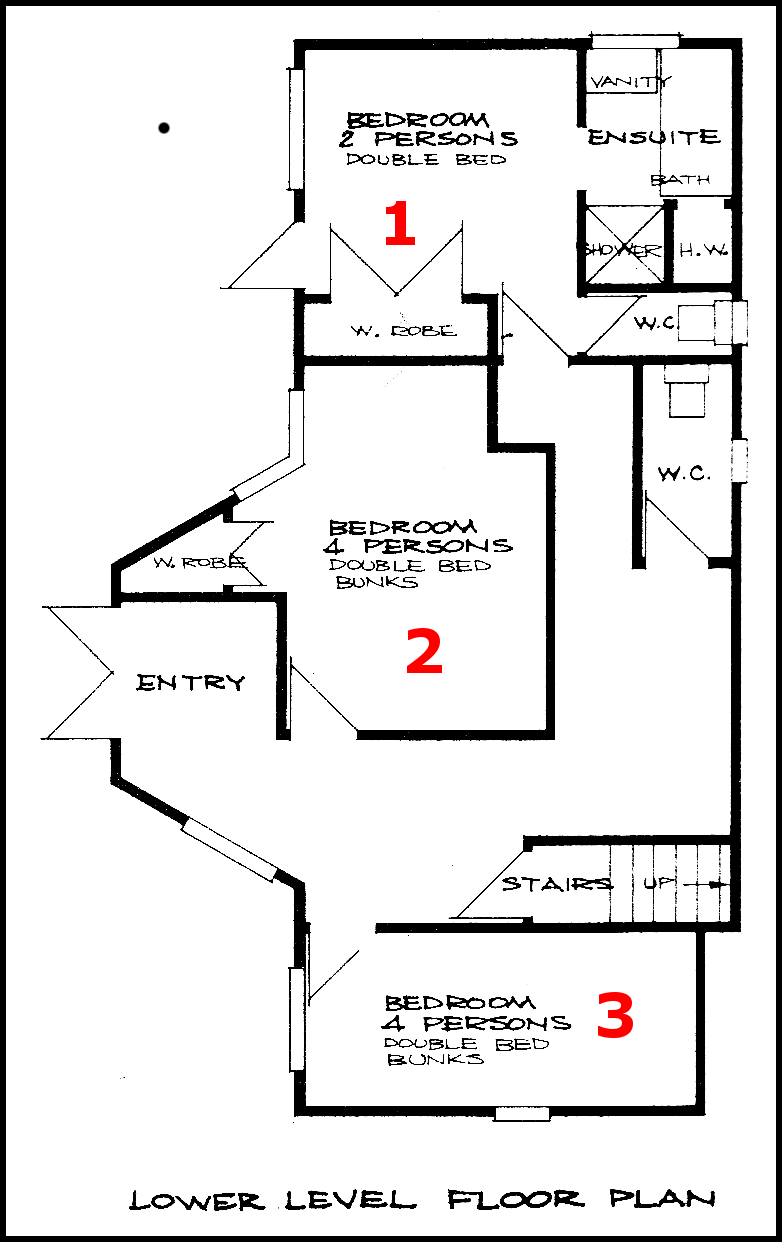 VANITY
BEDROOM
2 PERSONS
DOUBLE BED
ENSUITE
BATH
1
SHOWER
H.W.
W. ROBE
W.C.
W.C.
BEDROOM
4 PERSONS
DOUBLE BED
BUNKS
W. ROBE
2
ENTRY
STAIRS
UP
BEDROOM
4 PERSONS
DOUBLE BED
BUNKS
3
LOWER LEVEL FLOOR PLAN